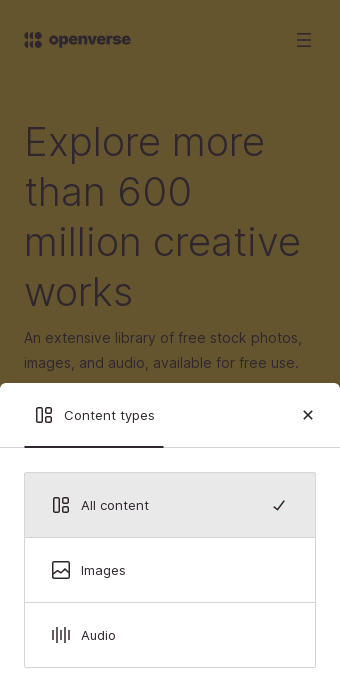 openverse
Explore more
than 600
million creative
works
An extensive library of free stock photos,
images, and audio, available for free use.
Content types
All content
Images
Audio